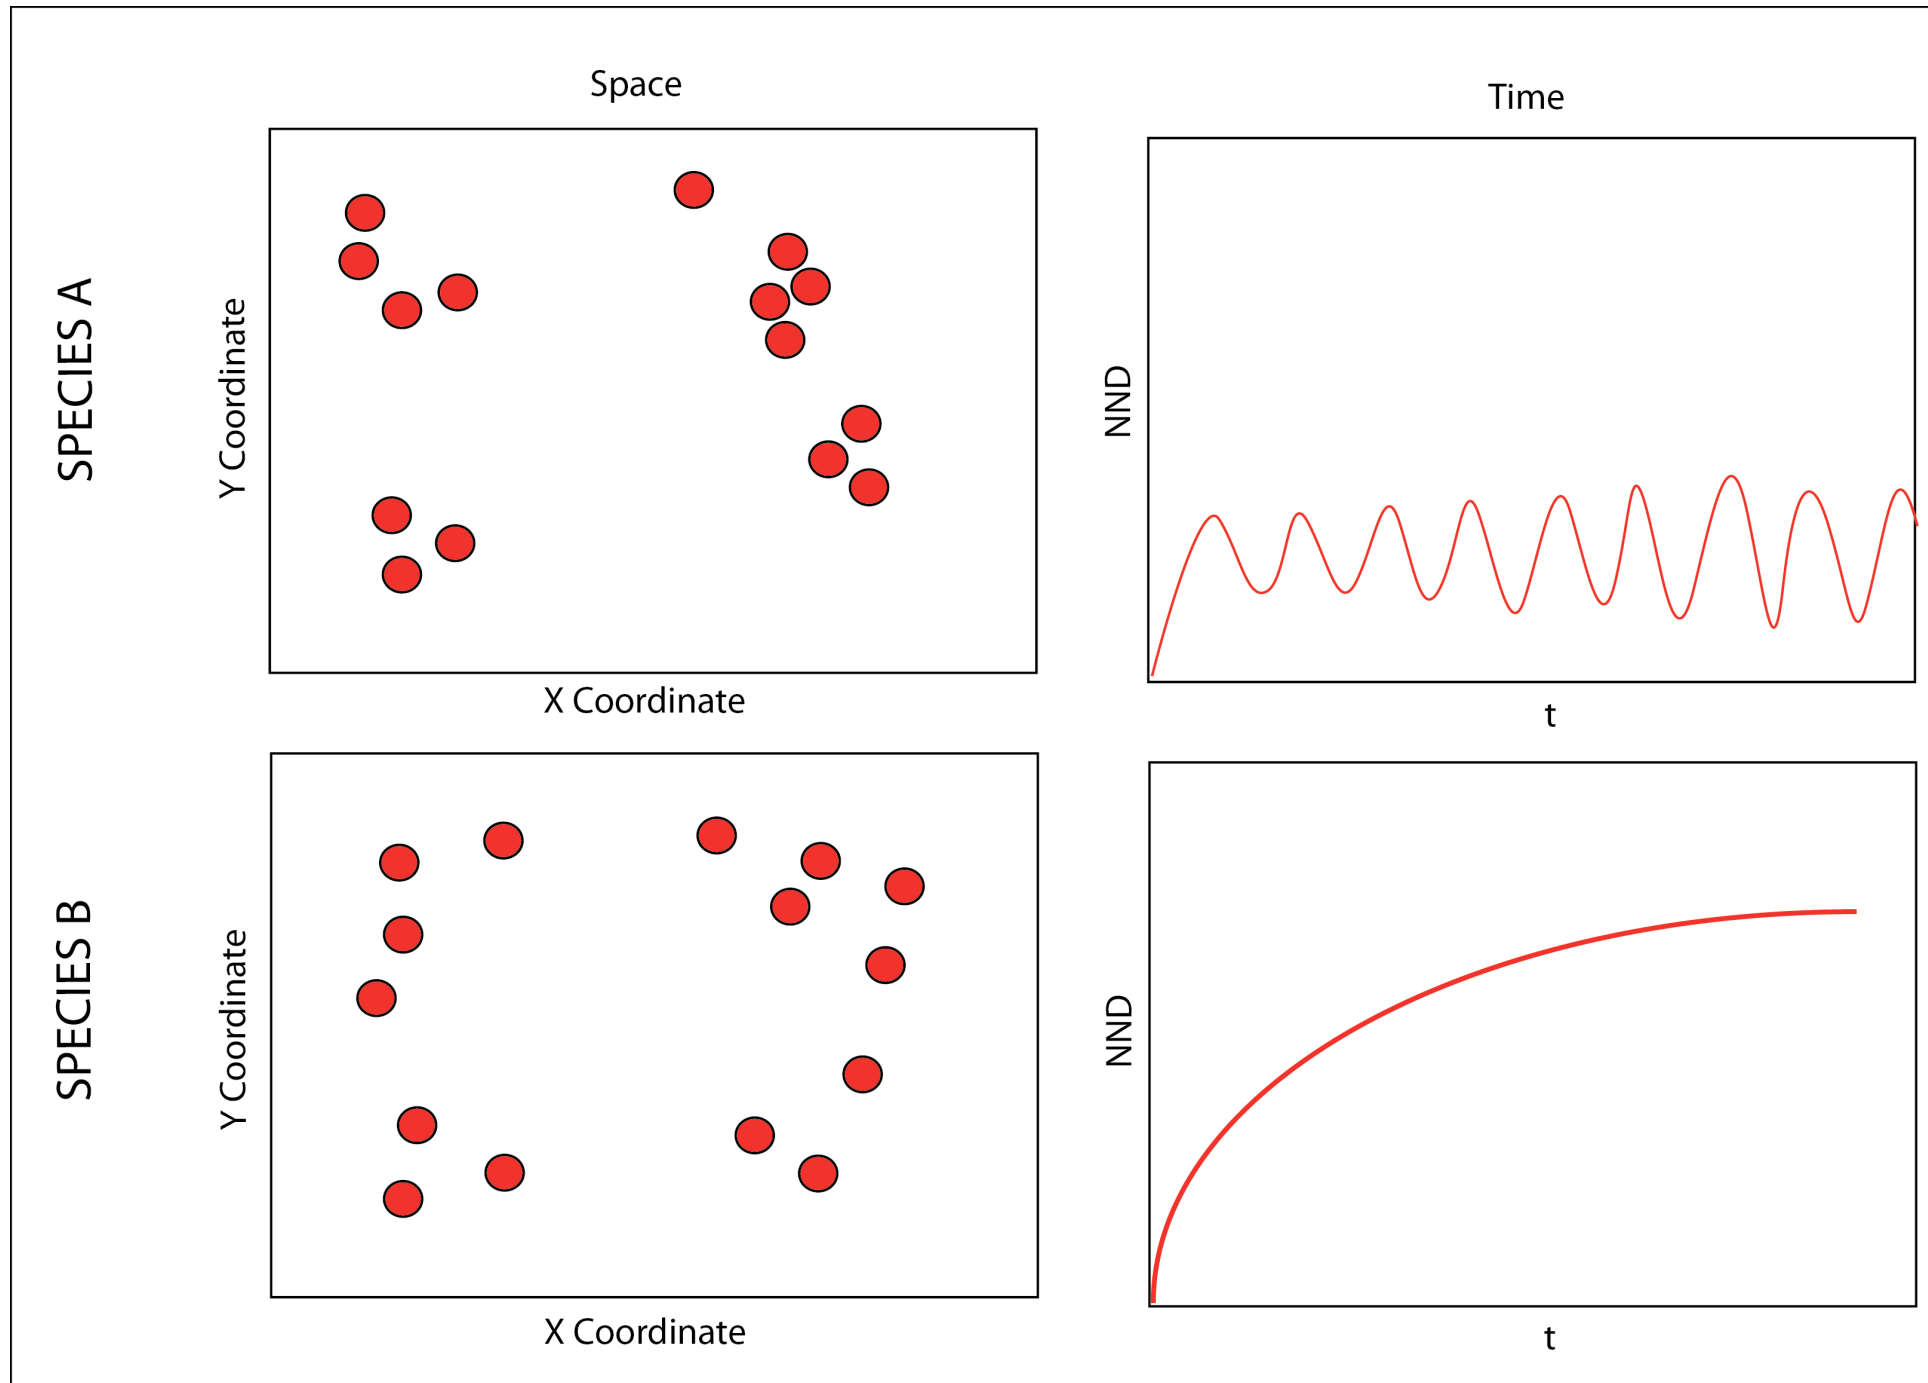 Space
Time
SPECIES A
Y Coordinate
NND
X Coordinate
t
SPECIES B
Y Coordinate
NND
X Coordinate
t